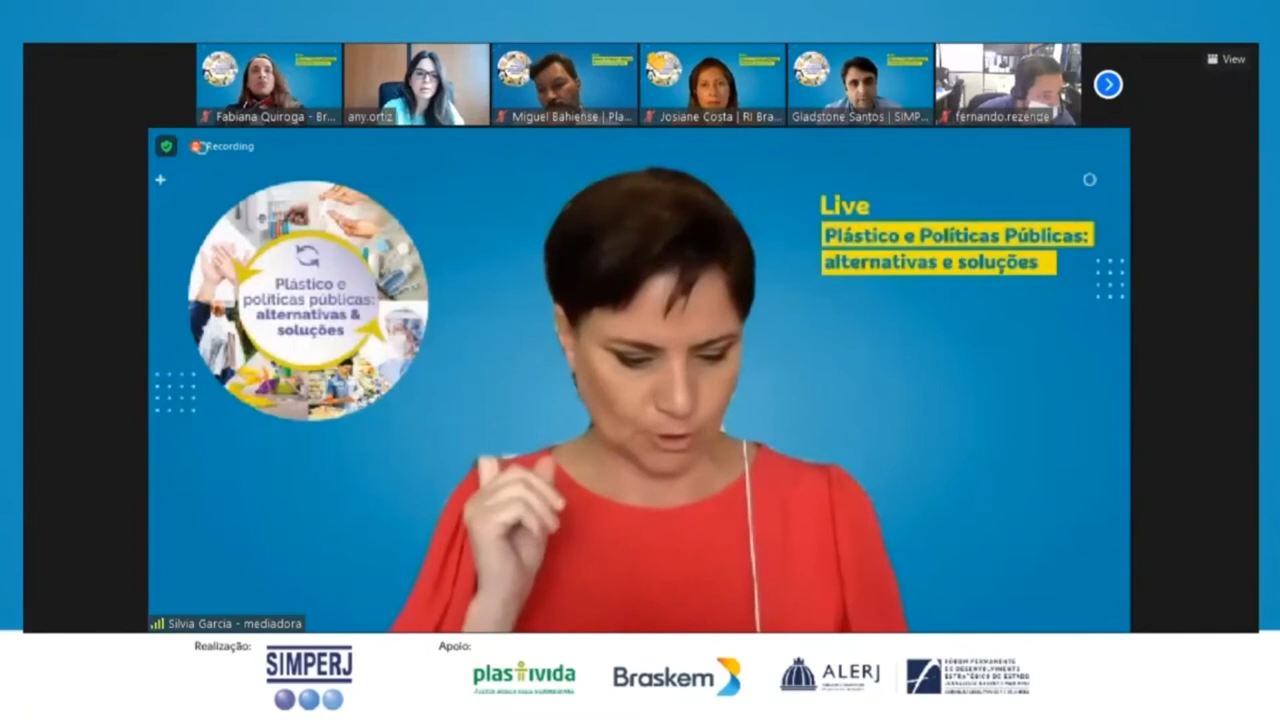 Fabiana Quiroga - Br...
any.ortiz
Miguel Bahiense | Pla...
Josiane Costa | RI Bra...
Gladstone Santos | SIMP...
fernando.rezende
View
Recording
Live
Plástico e Políticas Públicas:
alternativas e soluções
Plástico e
políticas públicas:
alternativas &
soluções
Silvia Garcia - mediadora
Realização:
SIMPERJ
Apoio:
plastivida
Braskem
ALERJ
FÓRUM PERMANENTE
DE DESENVOLVIMENTO
ESTRATÉGICO DO ESTADO